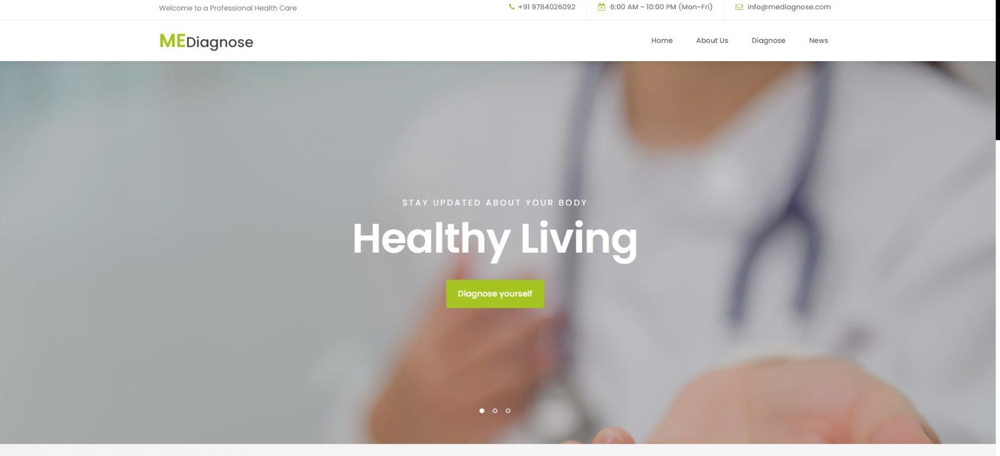 Welcome to a Professional Health Care
+91 9784026092
6:00 AM - 10:00 PM (Mon-Fri)
info@mediagnose.com
MEDiagnose
Home
About Us
Diagnose
News
STAY UPDATED ABOUT YOUR BODY
Healthy Living
Diagnose yourself